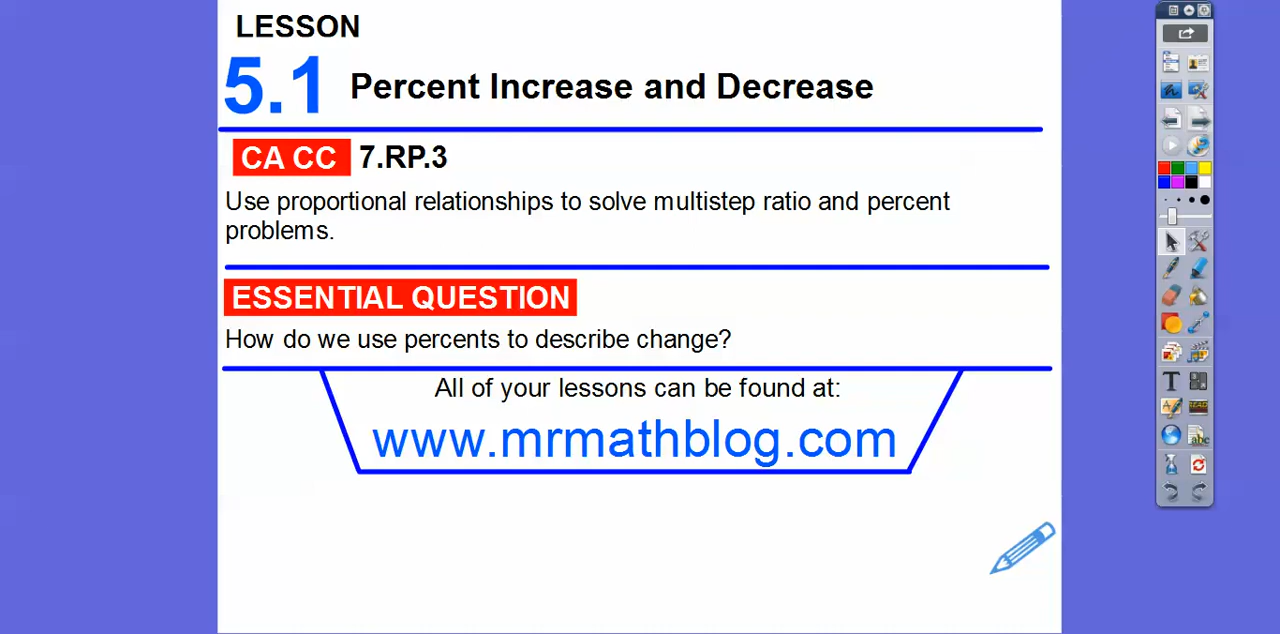 LESSON
5.1 Percent Increase and Decrease
CA CC 7.RP.3
Use proportional relationships to solve multistep ratio and percent
problems.
ESSENTIAL QUESTION
How do we use percents to describe change?
All of your lessons can be found at:
www.mrmathblog.com